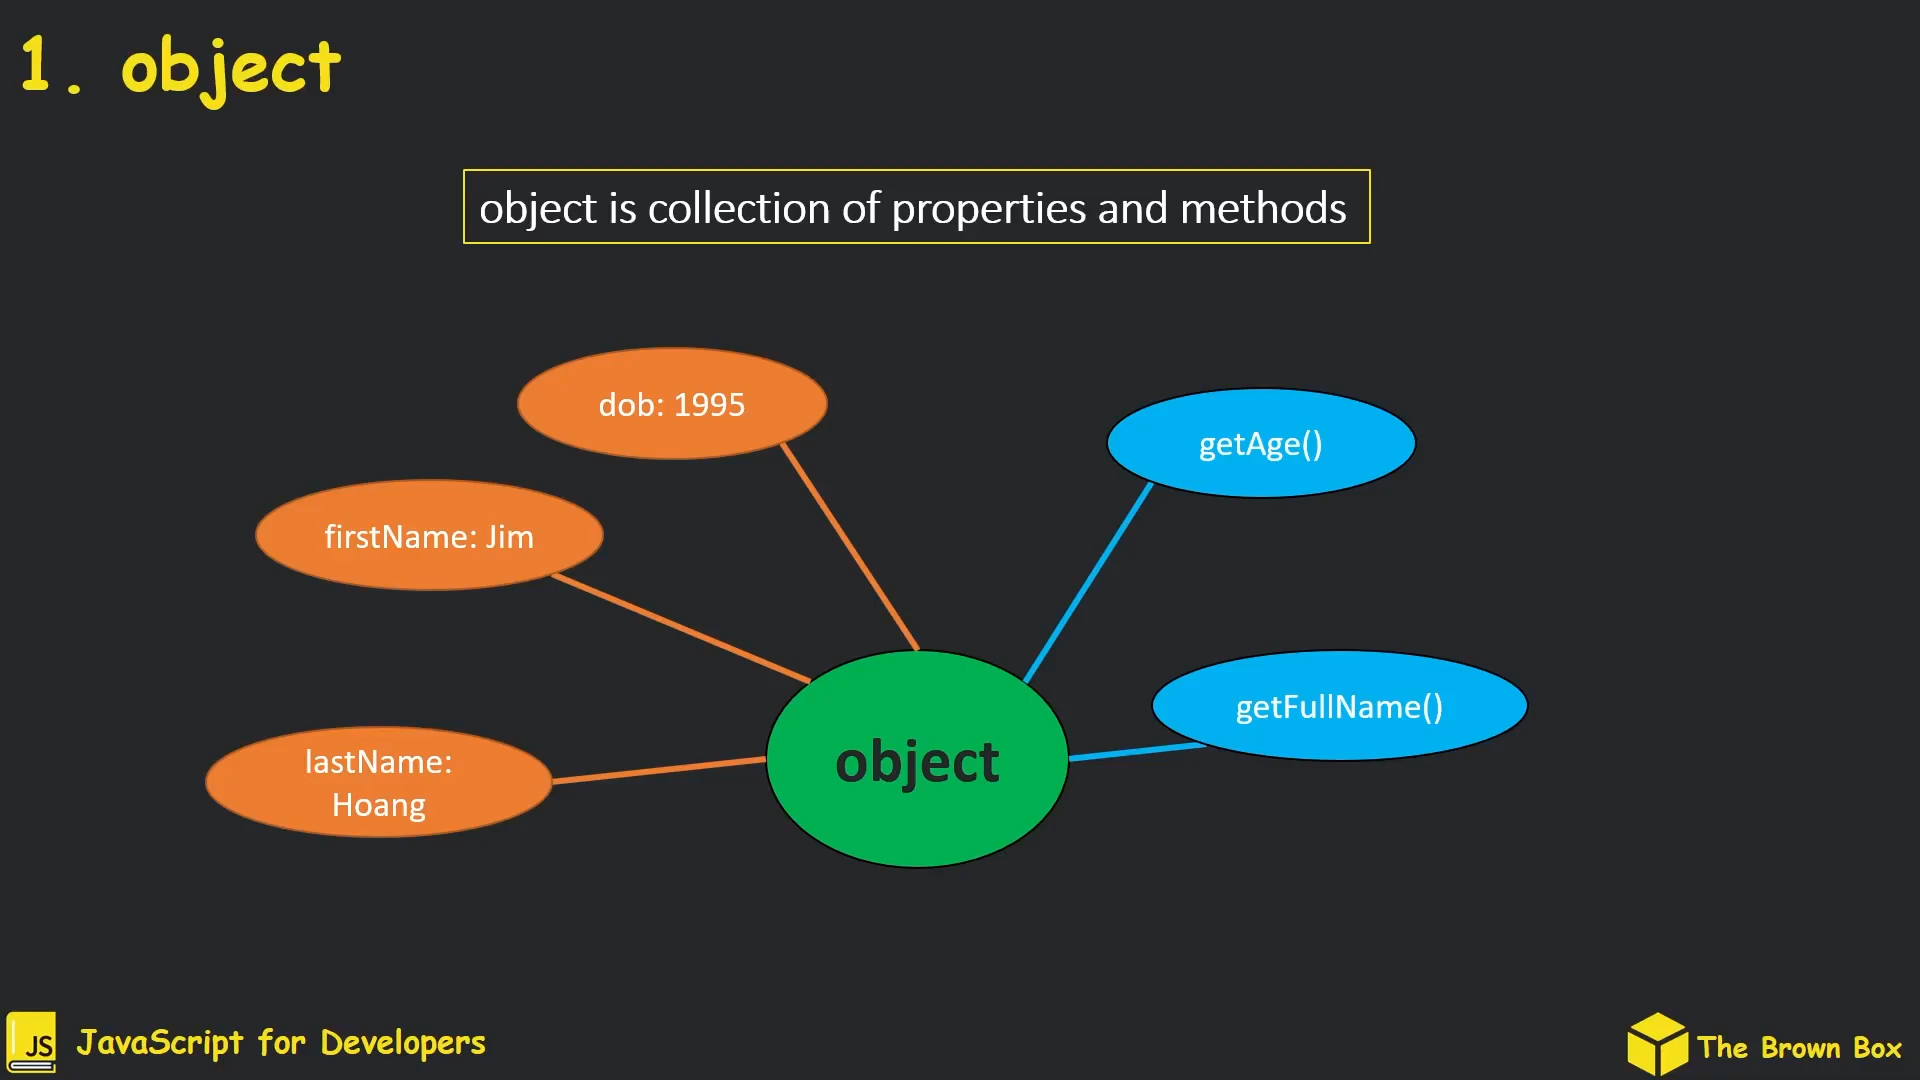 1. object
object is collection of properties and methods
dob: 1995
getAge()
firstName: Jim
getFullName()
lastName:
Hoang
object
JS
JavaScript for Developers
The Brown Box